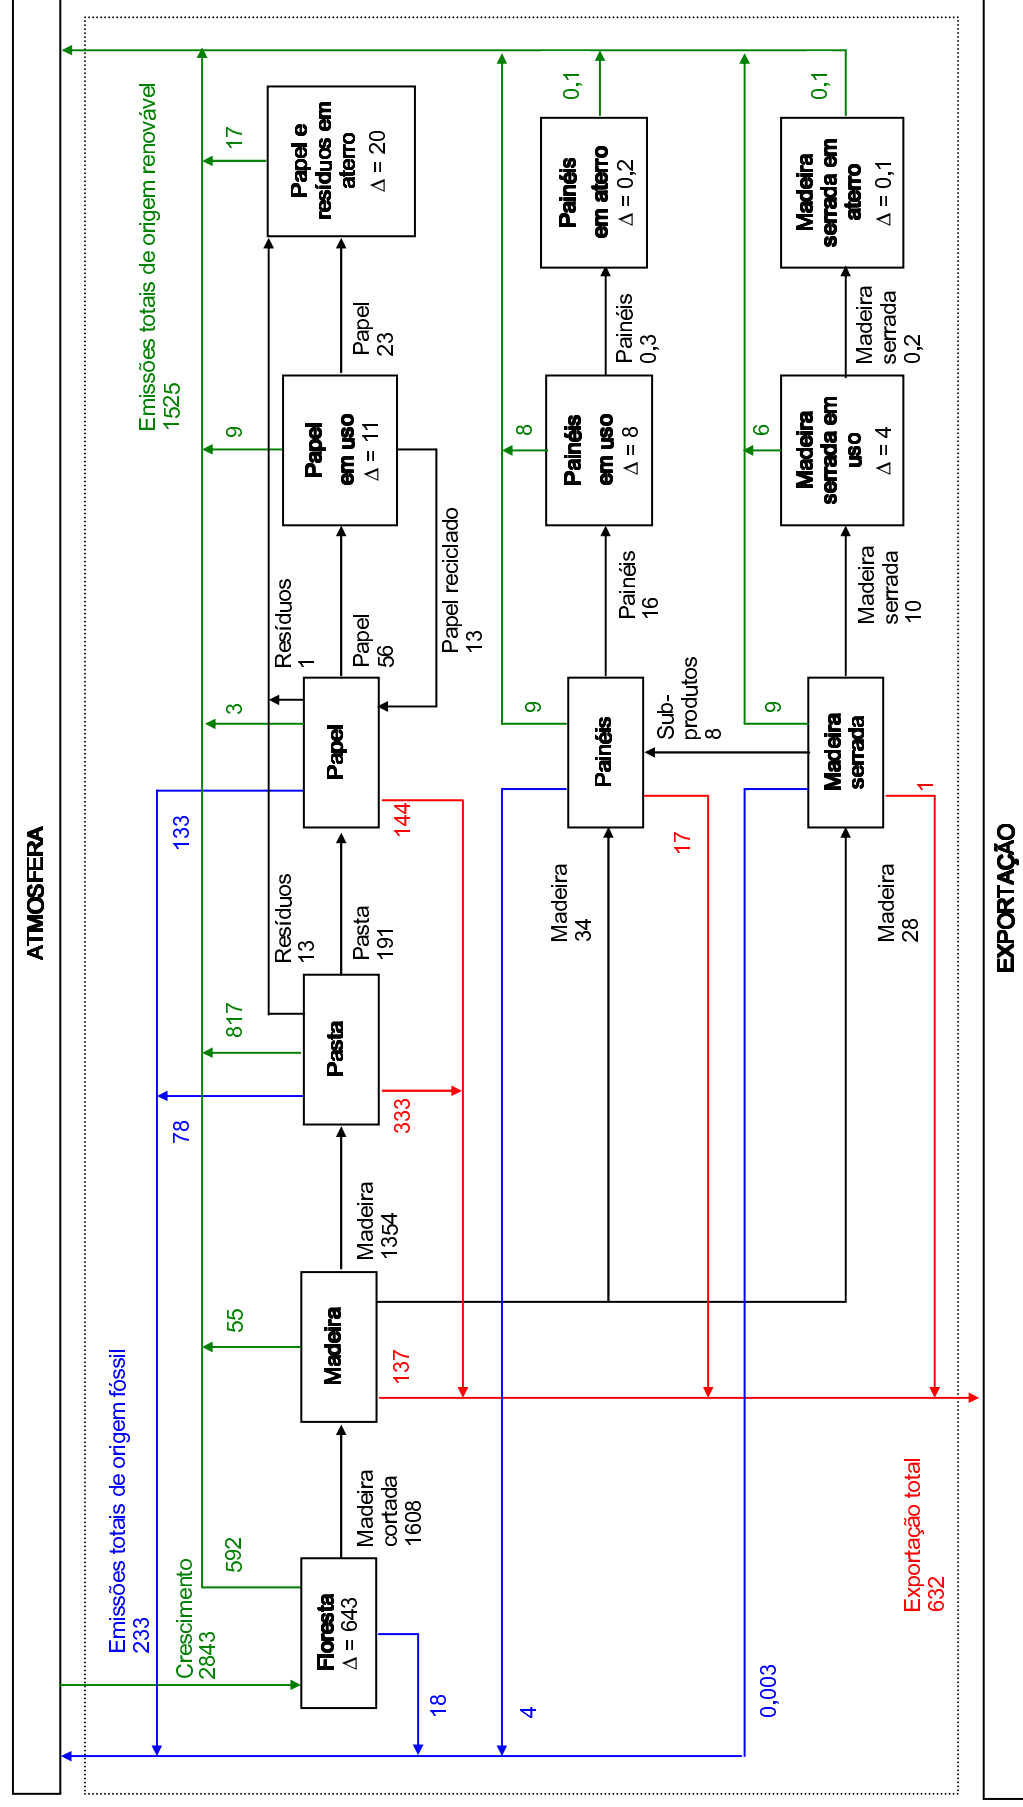 ATMOSFERA
Emissões totais de origem fóssil
233
Emissões totais de origem renovável
1525
Crescimento
2843
592
55
78
817
133
3
9
17
Floresta
Δ = 643
Madeira
cortada
1608
Madeira
Madeira
1354
Pasta
Resíduos
13
Pasta
191
Papel
Resíduos
1
Papel
56
Papel
em uso
Δ = 11
Papel
23
Papel e
resíduos em
aterro
Δ = 20
Papel reciclado
13
18
137
333
144
4
Madeira
34
Painéis
9
17
Painéis
16
Painéis
em uso
Δ = 8
8
Painéis
0,3
Painéis
em aterro
Δ = 0,2
0,1
Sub-
produtos
8
0,003
Madeira
28
Madeira
serrada
9
1
Madeira
serrada
10
Madeira
serrada em
uso
Δ = 4
6
Madeira
serrada
0,2
Madeira
serrada em
aterro
Δ = 0,1
0,1
Exportação total
632
EXPORTAÇÃO